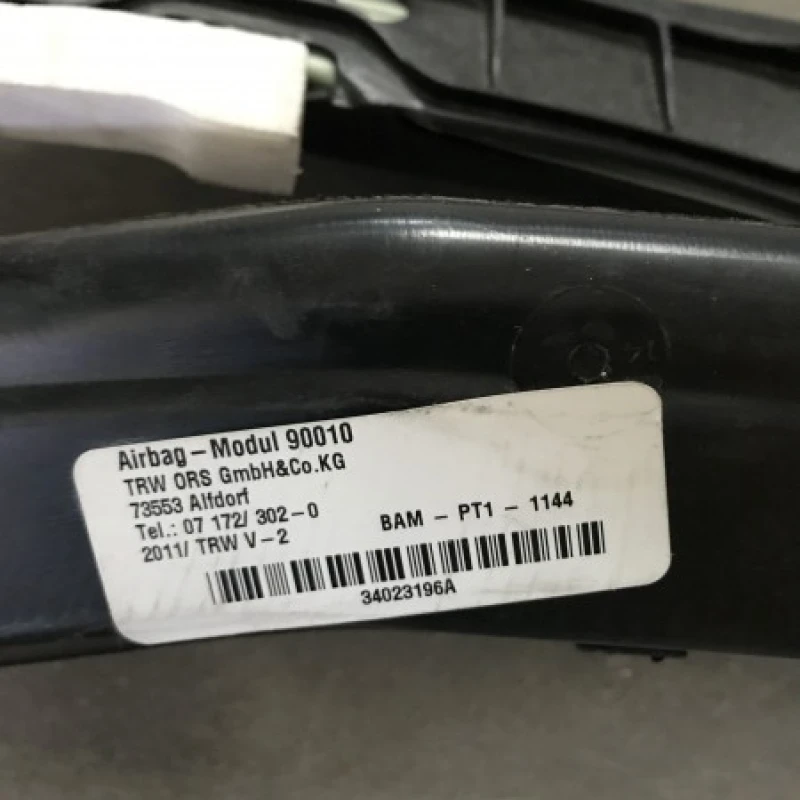 Airbag - Modul 90010
TRW ORS GmbH&Co.KG
73553 Alfdorf
Tel.: 07 172/ 302-0
2011/ TRW V-2
BAM - PT1 - 1144
34023196A